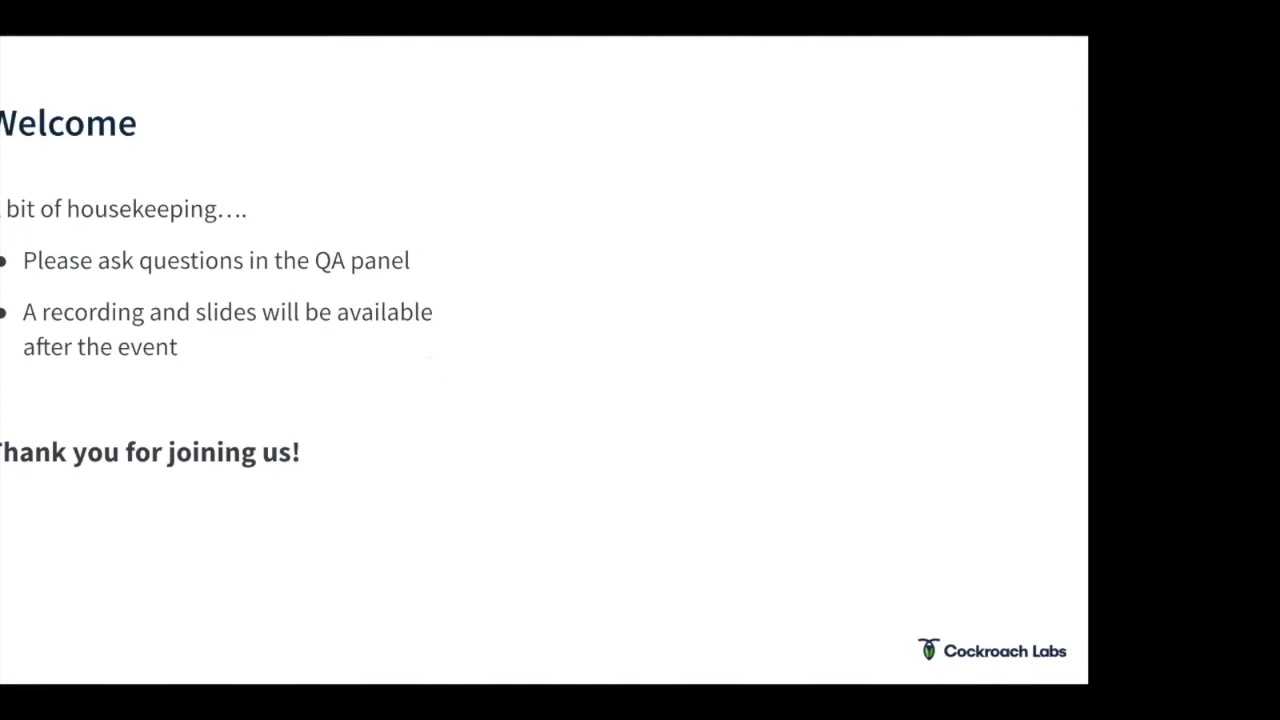 Welcome
bit of housekeeping….
● Please ask questions in the QA panel
● A recording and slides will be available
after the event
Thank you for joining us!
Cockroach Labs